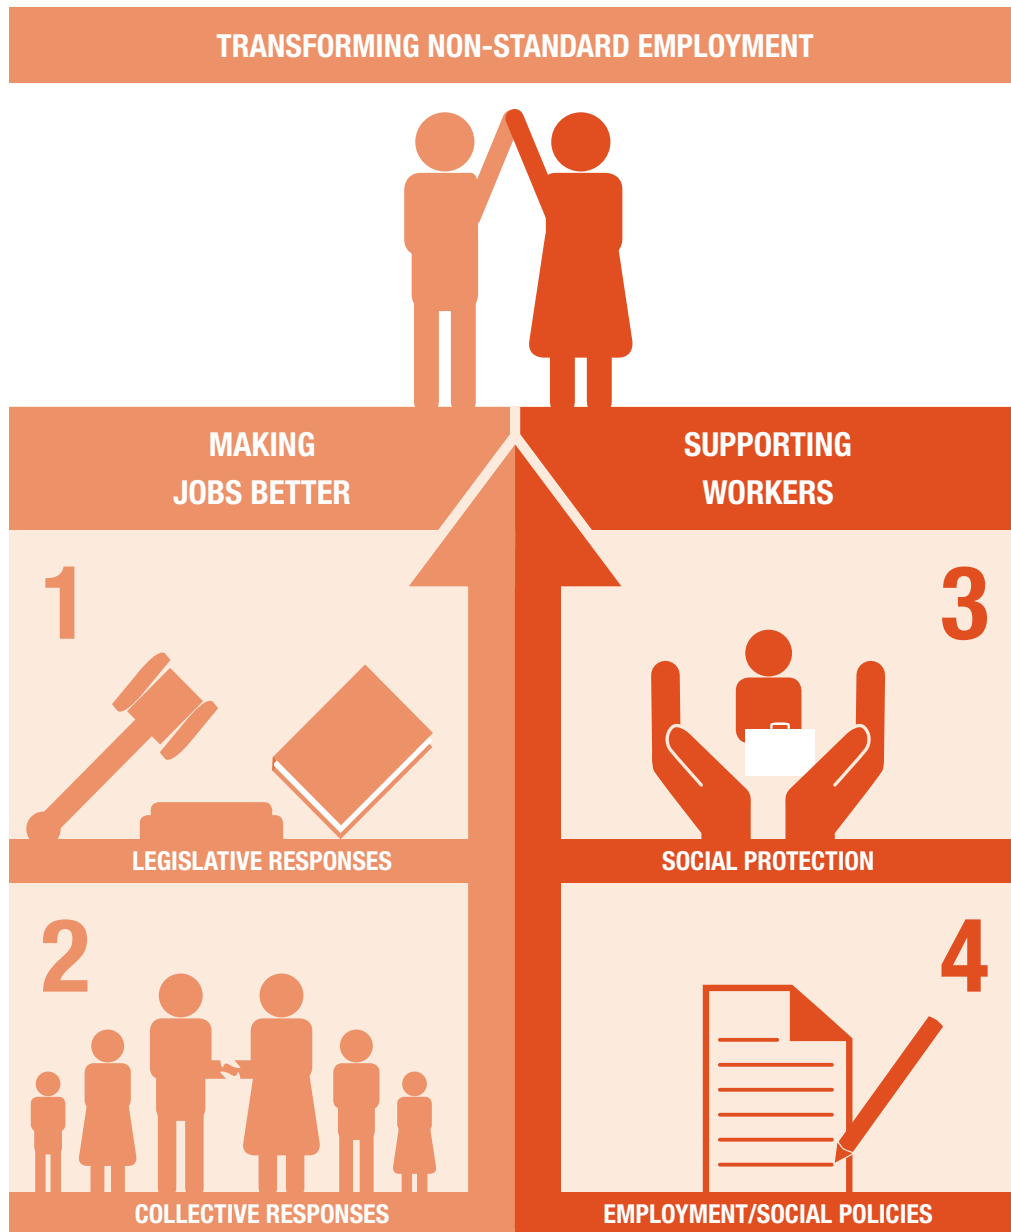 TRANSFORMING NON-STANDARD EMPLOYMENT
MAKING
JOBS BETTER
1
LEGISLATIVE RESPONSES
2
COLLECTIVE RESPONSES
SUPPORTING
WORKERS
3
SOCIAL PROTECTION
4
EMPLOYMENT/SOCIAL POLICIES